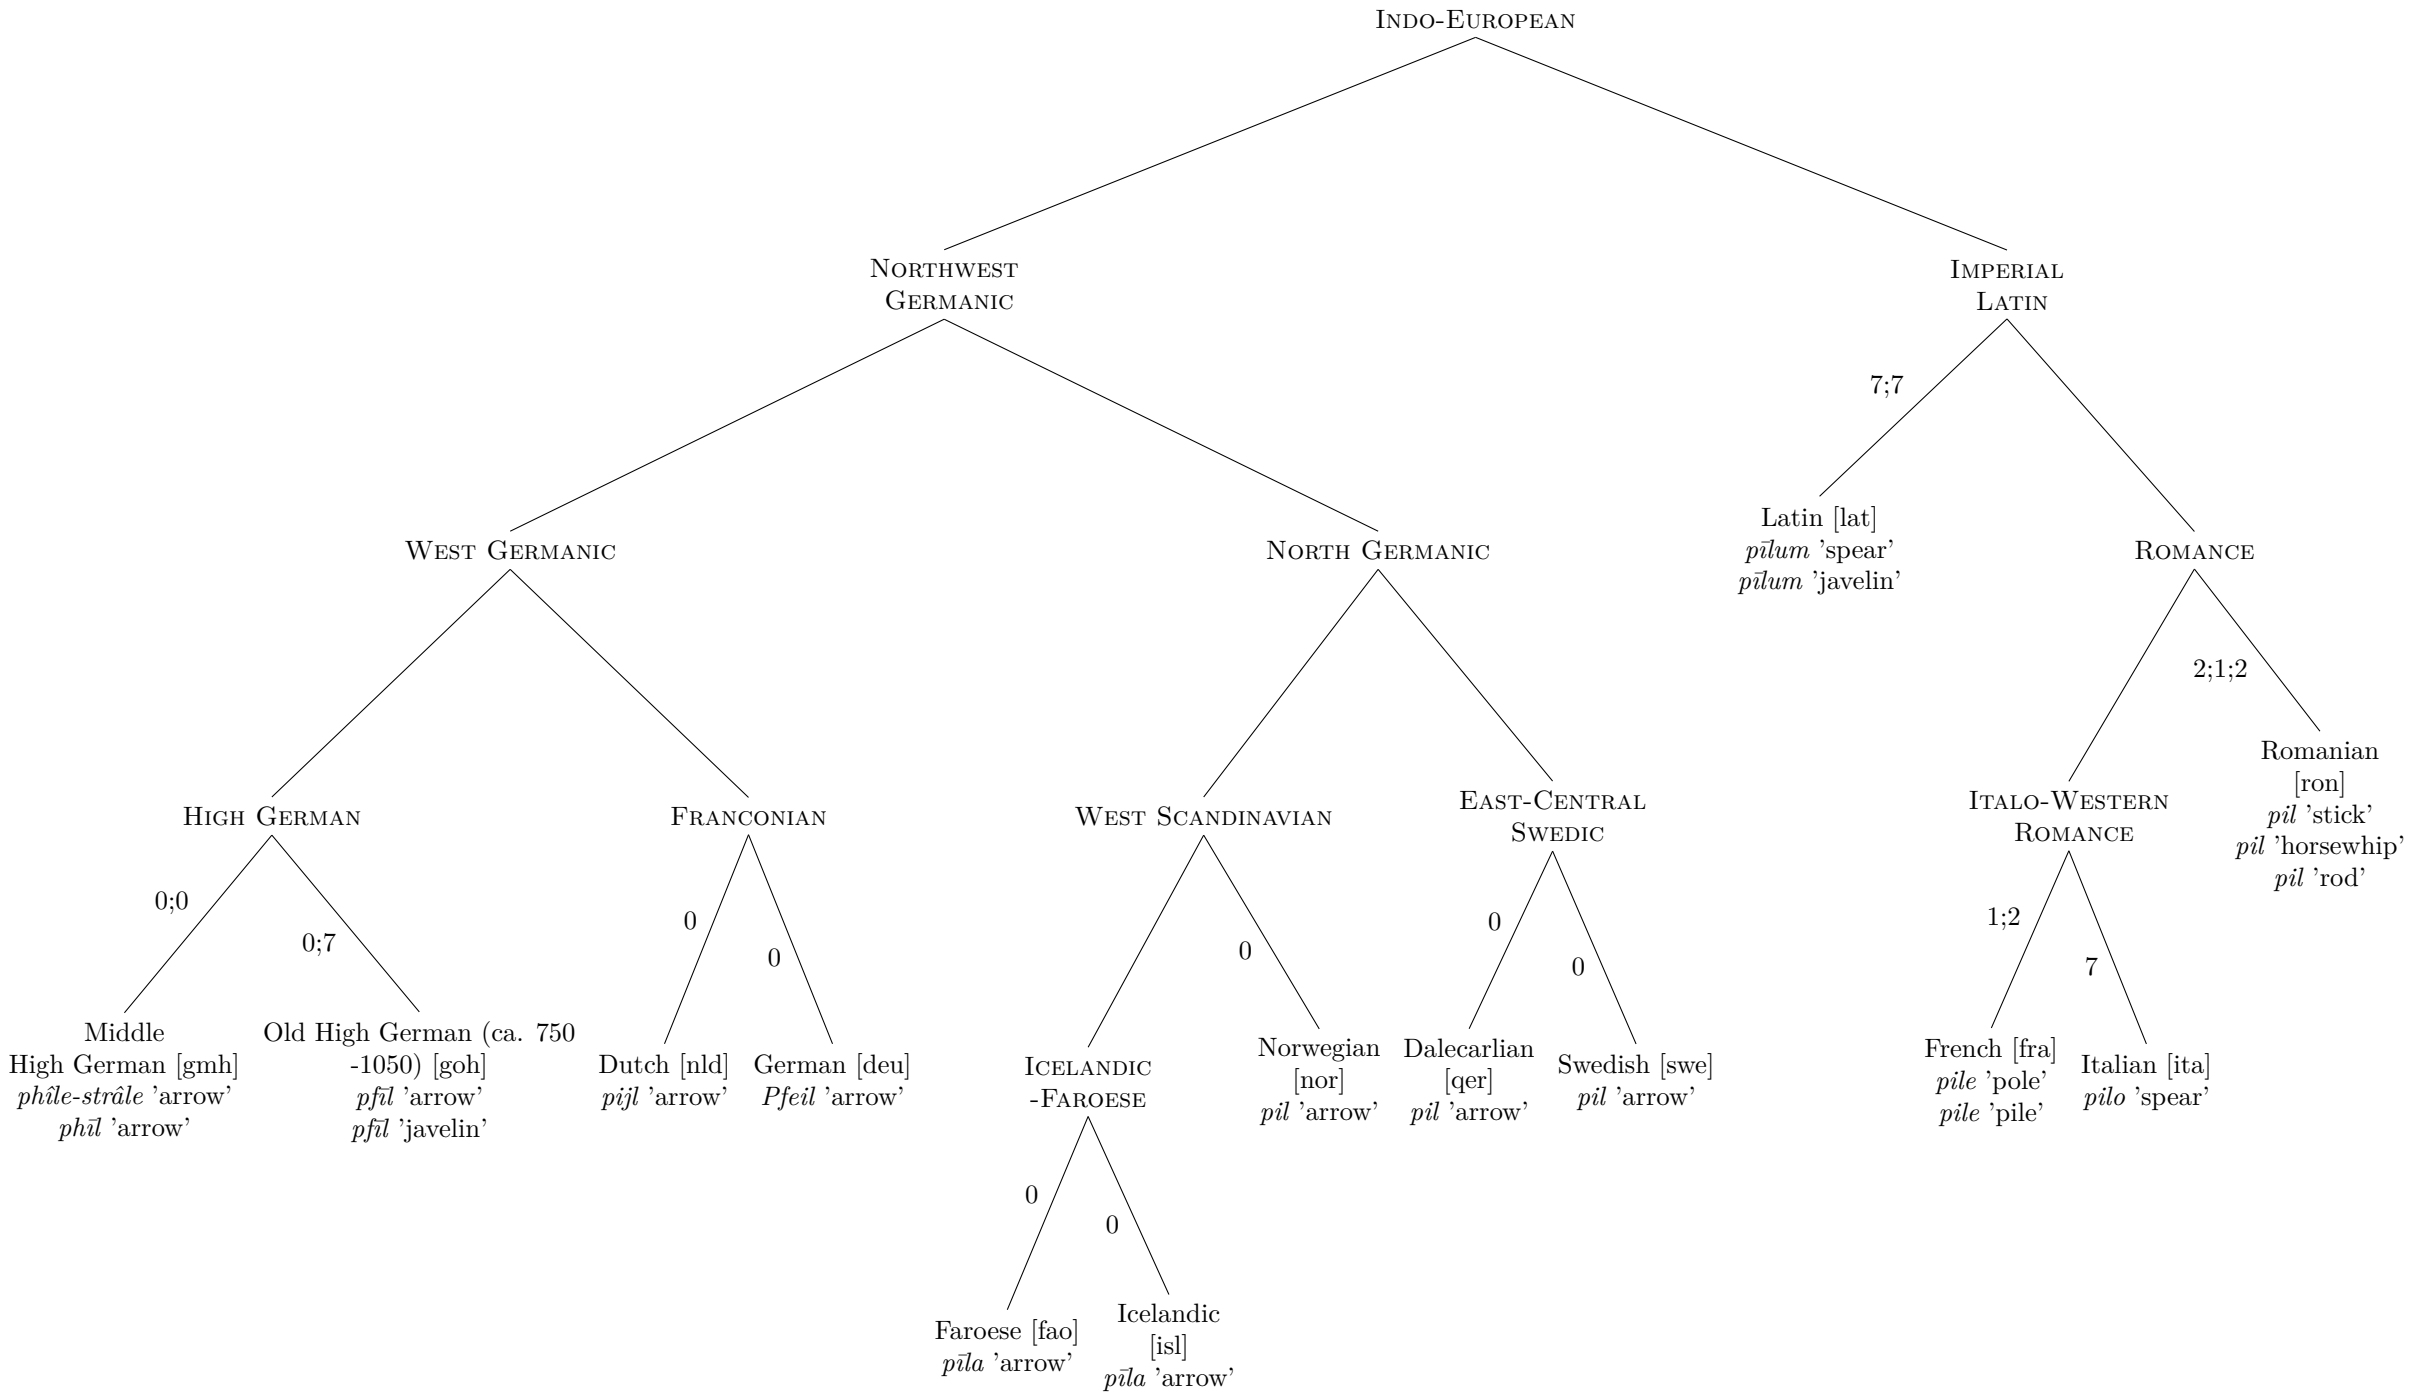 INDO-EUROPEAN
NORTHWEST
GERMANIC
IMPERIAL
LATIN
7;7
Latin [lat]
pīlum 'spear'
pīlum 'javelin'
WEST GERMANIC
NORTH GERMANIC
ROMANCE
2;1;2
Romanian
[ron]
pil 'stick'
pil 'horsewhip'
pil 'rod'
HIGH GERMAN
FRANCONIAN
WEST SCANDINAVIAN
EAST-CENTRAL
SWEDIC
ITALO-WESTERN
ROMANCE
0;0
0;7
0
0
0
0
0
1;2
7
Middle
High German [gmh]
phîle-strâle 'arrow'
phīl 'arrow'
Old High German (ca. 750
-1050) [goh]
pfīl 'arrow'
pfīl 'javelin'
Dutch [nld]
pijl 'arrow'
German [deu]
Pfeil 'arrow'
ICELANDIC
-FAROESE
Norwegian
[nor]
pil 'arrow'
Dalecarlian
[qer]
pil 'arrow'
Swedish [swe]
pil 'arrow'
French [fra]
pile 'pole'
pile 'pile'
Italian [ita]
pilo 'spear'
0
0
Faroese [fao]
pīla 'arrow'
Icelandic
[isl]
pīla 'arrow'